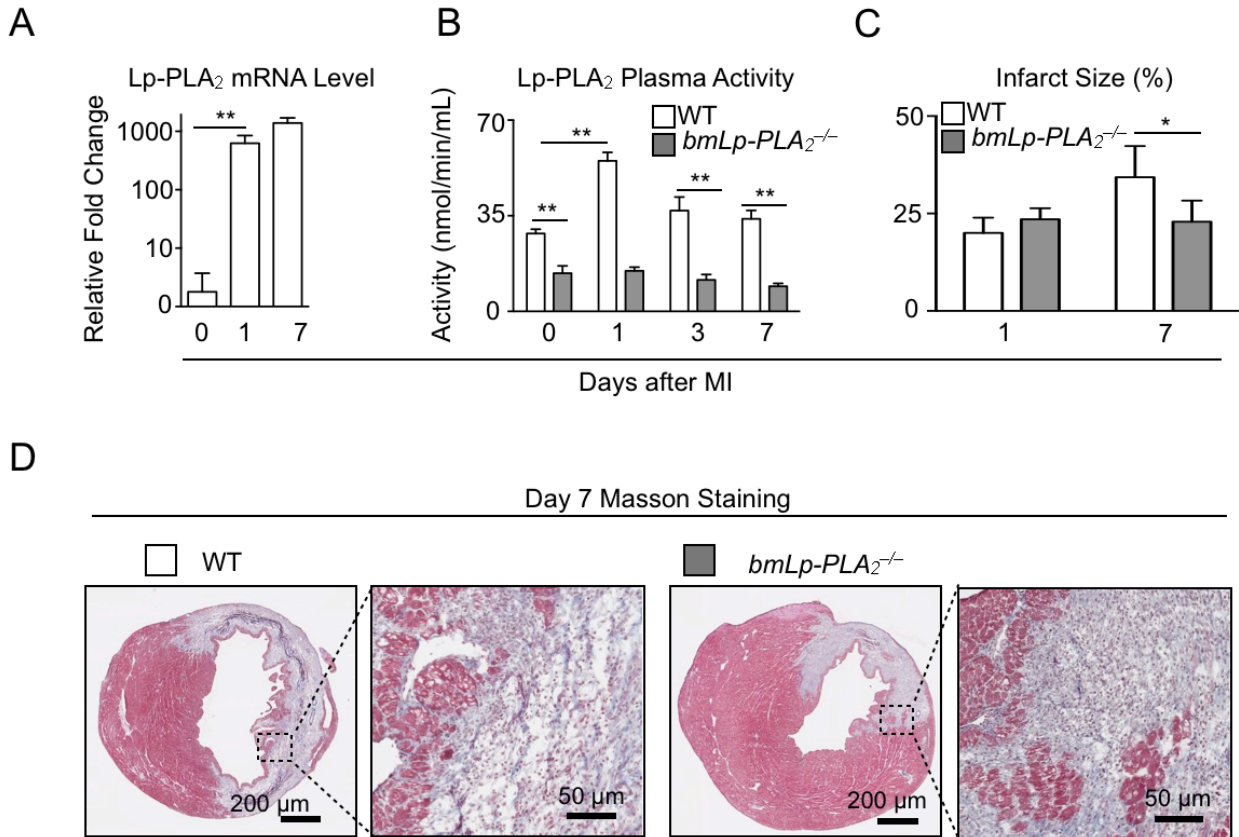 A
B
C
Lp-PLA₂ mRNA Level
Lp-PLA₂ Plasma Activity
Infarct Size (%)
Relative Fold Change
1000
100
10
0
**
0 1 7
Activity (nmol/min/mL)
70
35
0
WT
bmLp-PLA₂⁻/⁻
**
**
**
**
0 1 3 7
50
25
0
WT
bmLp-PLA₂⁻/⁻
*
1 7
Days after MI
D
Day 7 Masson Staining
WT
bmLp-PLA₂⁻/⁻
200 µm
50 µm
200 µm
50 µm